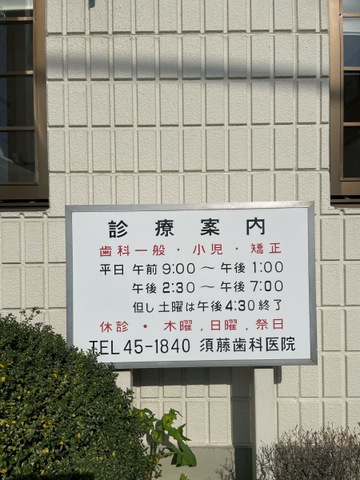 診療案内
歯科一般・小児・矯正
平日 午前 9:00 〜 午後 1:00
午後 2:30 〜 午後 7:00
但し 土曜は午後 4:30 終了
休診・木曜,日曜,祭日
TEL 45-1840 須藤歯科医院